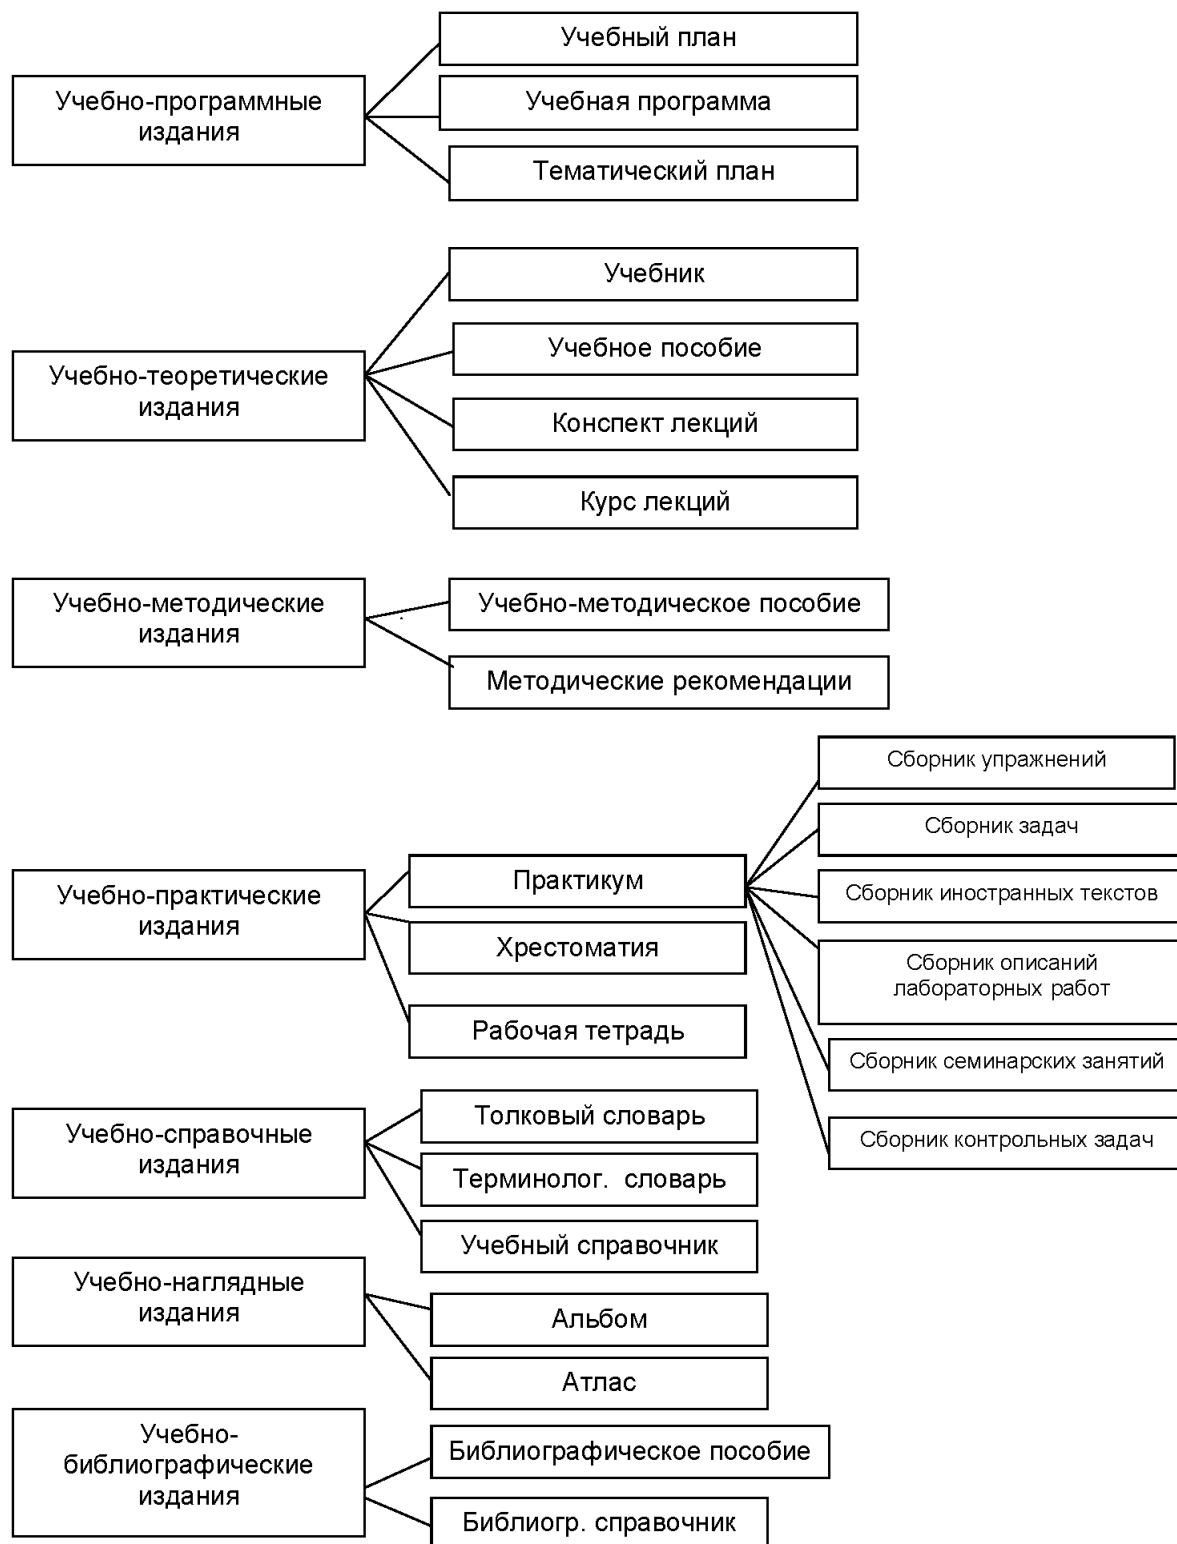 Учебный план
Учебно-программные
издания
Учебная программа
Тематический план
Учебник
Учебно-теоретические
издания
Учебное пособие
Конспект лекций
Курс лекций
Учебно-методические
издания
Учебно-методическое пособие
Методические рекомендации
Учебно-практические
издания
Практикум
Хрестоматия
Рабочая тетрадь
Сборник упражнений
Сборник задач
Сборник иностранных текстов
Сборник описаний
лабораторных работ
Сборник семинарских занятий
Сборник контрольных задач
Учебно-справочные
издания
Толковый словарь
Терминолог. словарь
Учебный справочник
Учебно-наглядные
издания
Альбом
Атлас
Учебно-
библиографические
издания
Библиографическое пособие
Библиогр. справочник